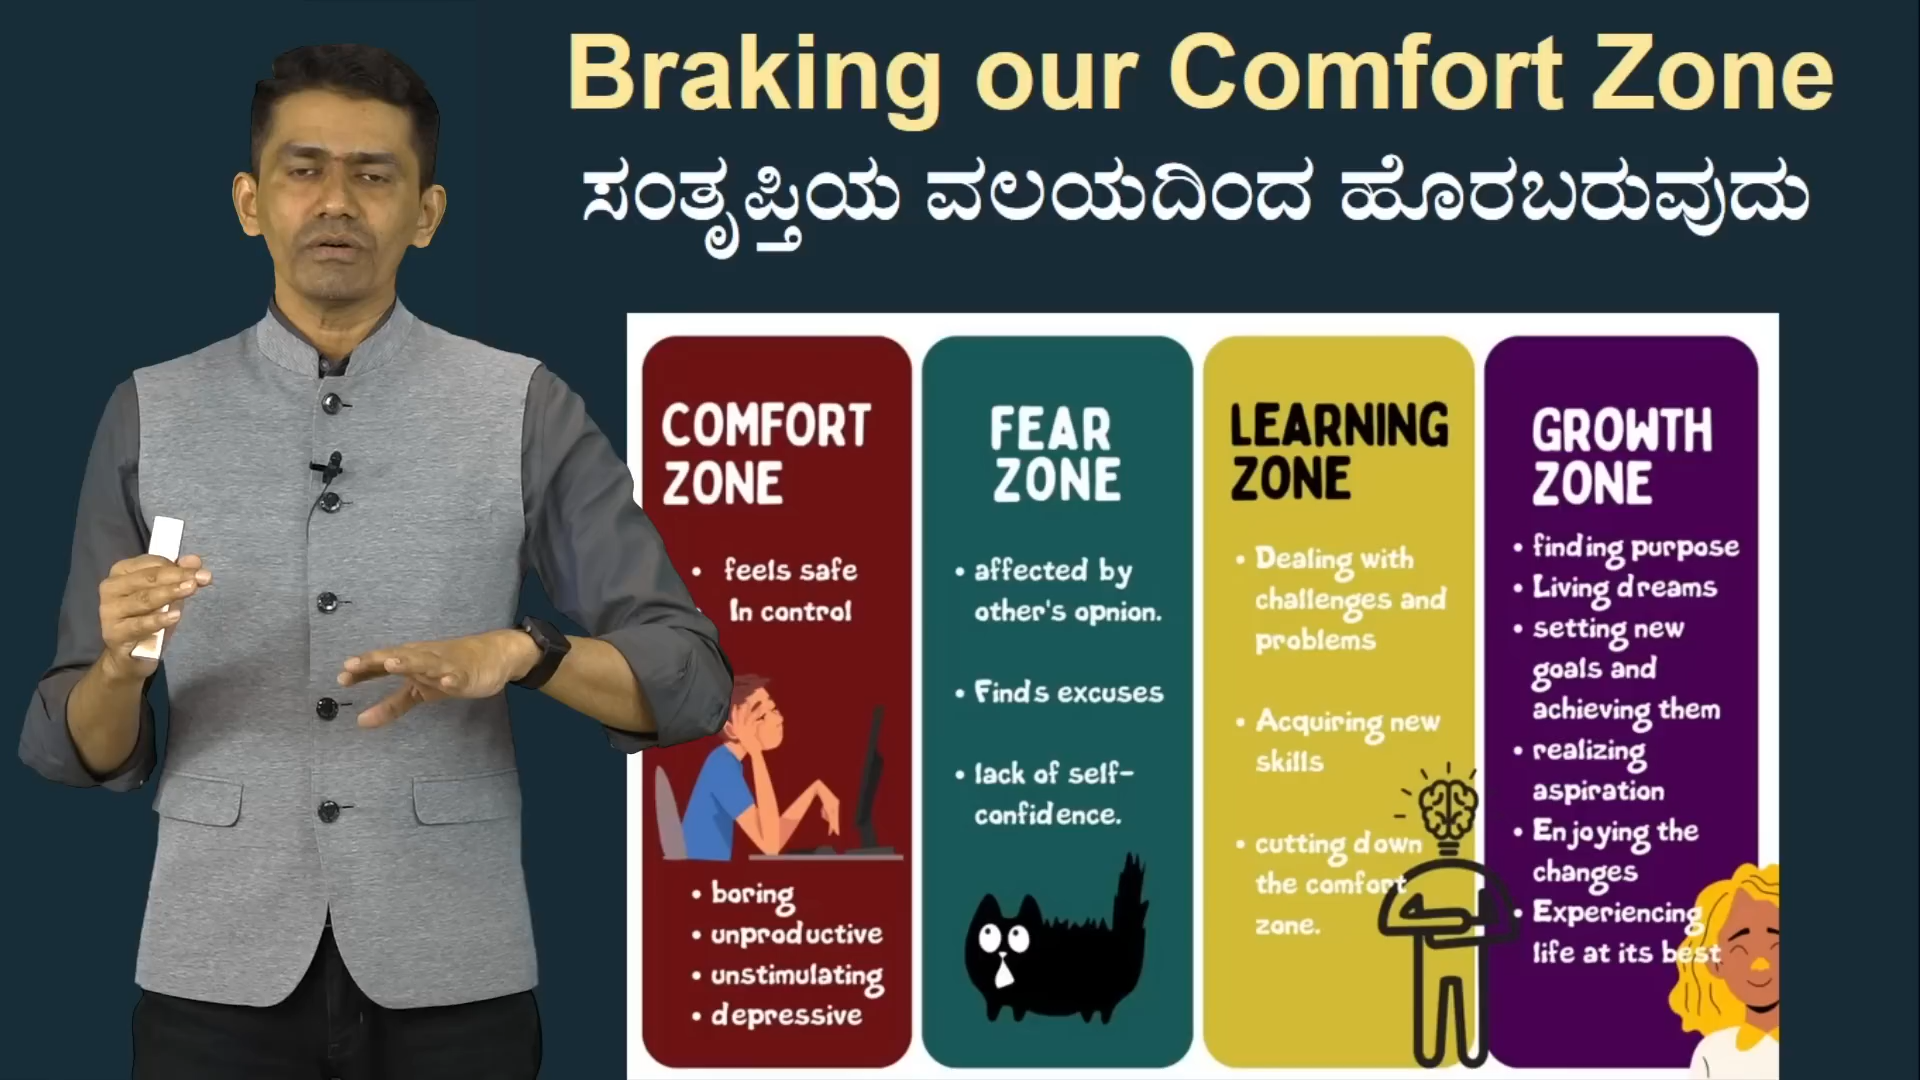 Braking our Comfort Zone
ಸಂತೃಪ್ತಿಯ ವಲಯದಿಂದ ಹೊರಬರುವುದು
COMFORT
ZONE
• feels safe
• In control
• boring
• unproductive
• unstimulating
• depressive
FEAR
ZONE
• affected by
other's opnion.
• Finds excuses
• lack of self-
confidence.
LEARNING
ZONE
• Dealing with
challenges and
problems
• Acquiring new
skills
• cutting down
the comfort
zone.
GROWTH
ZONE
• finding purpose
• Living dreams
• setting new
goals and
achieving them
• realizing
aspiration
• Enjoying the
changes
• Experiencing
life at its best